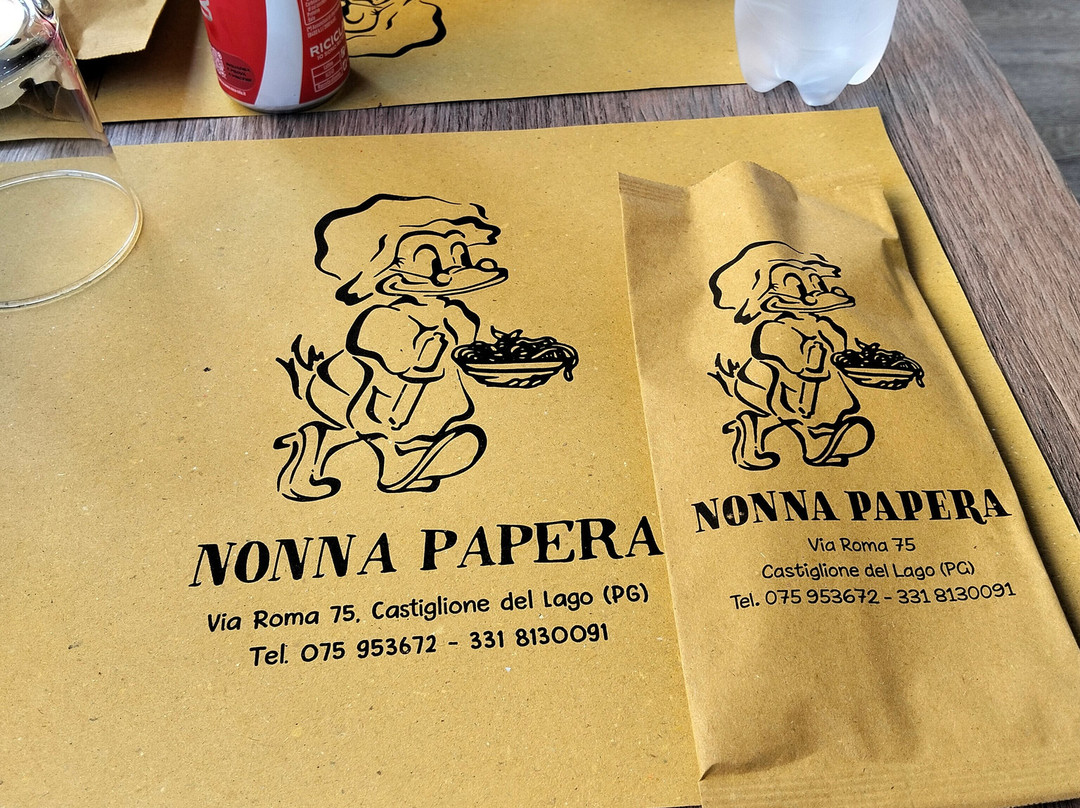 RICICL
NONNA PAPERA
Via Roma 75, Castiglione del Lago (PG)
Tel. 075 953672 - 331 8130091
NONNA PAPERA
Via Roma 75
Castiglione del Lago (PG)
Tel. 075 953672 - 331 8130091